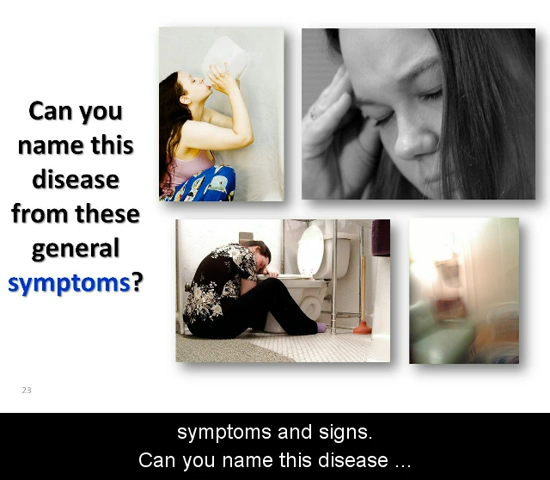 Can you
name this
disease
from these
general
symptoms?
23
symptoms and signs.
Can you name this disease ...